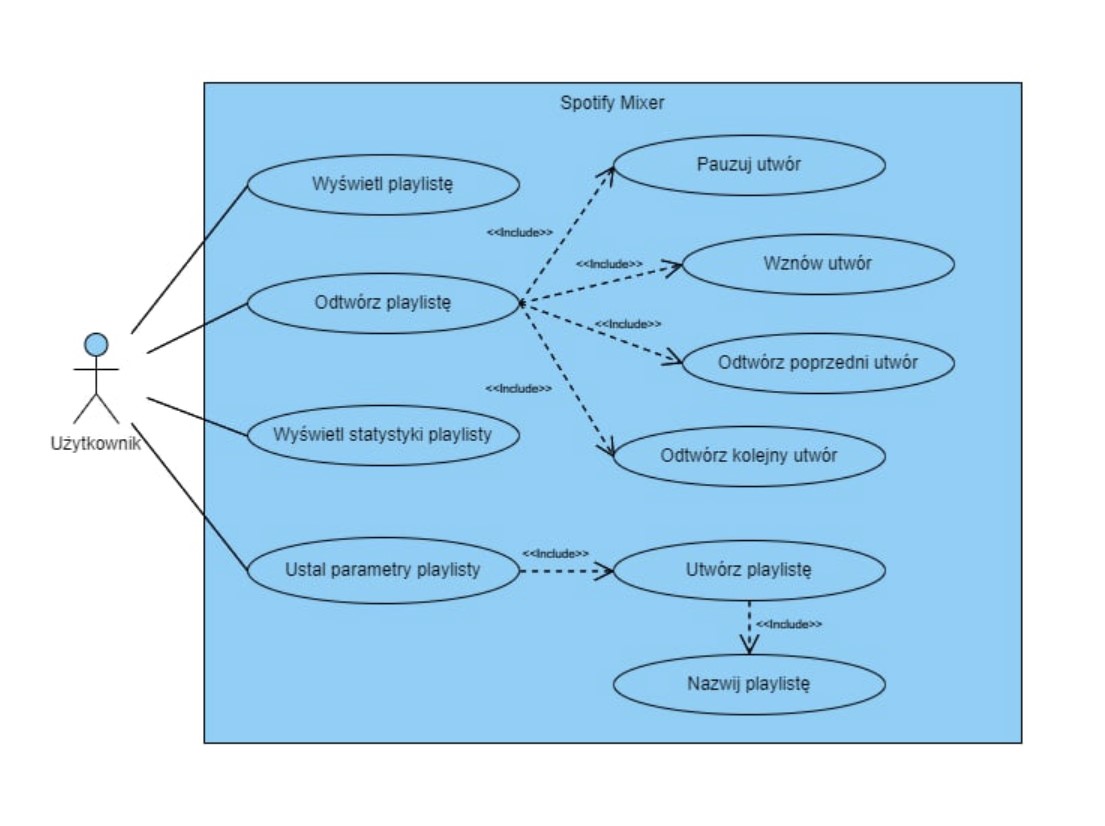 Spotify Mixer
Wyświetl playlistę
Pauzuj utwór
<<Include>>
<<Include>>
Wznów utwór
Odtwórz playlistę
<<Include>>
Odtwórz poprzedni utwór
<<Include>>
Użytkownik
Wyświetl statystyki playlisty
Odtwórz kolejny utwór
Ustal parametry playlisty
<<Include>>
Utwórz playlistę
<<Include>>
Nazwij playlistę